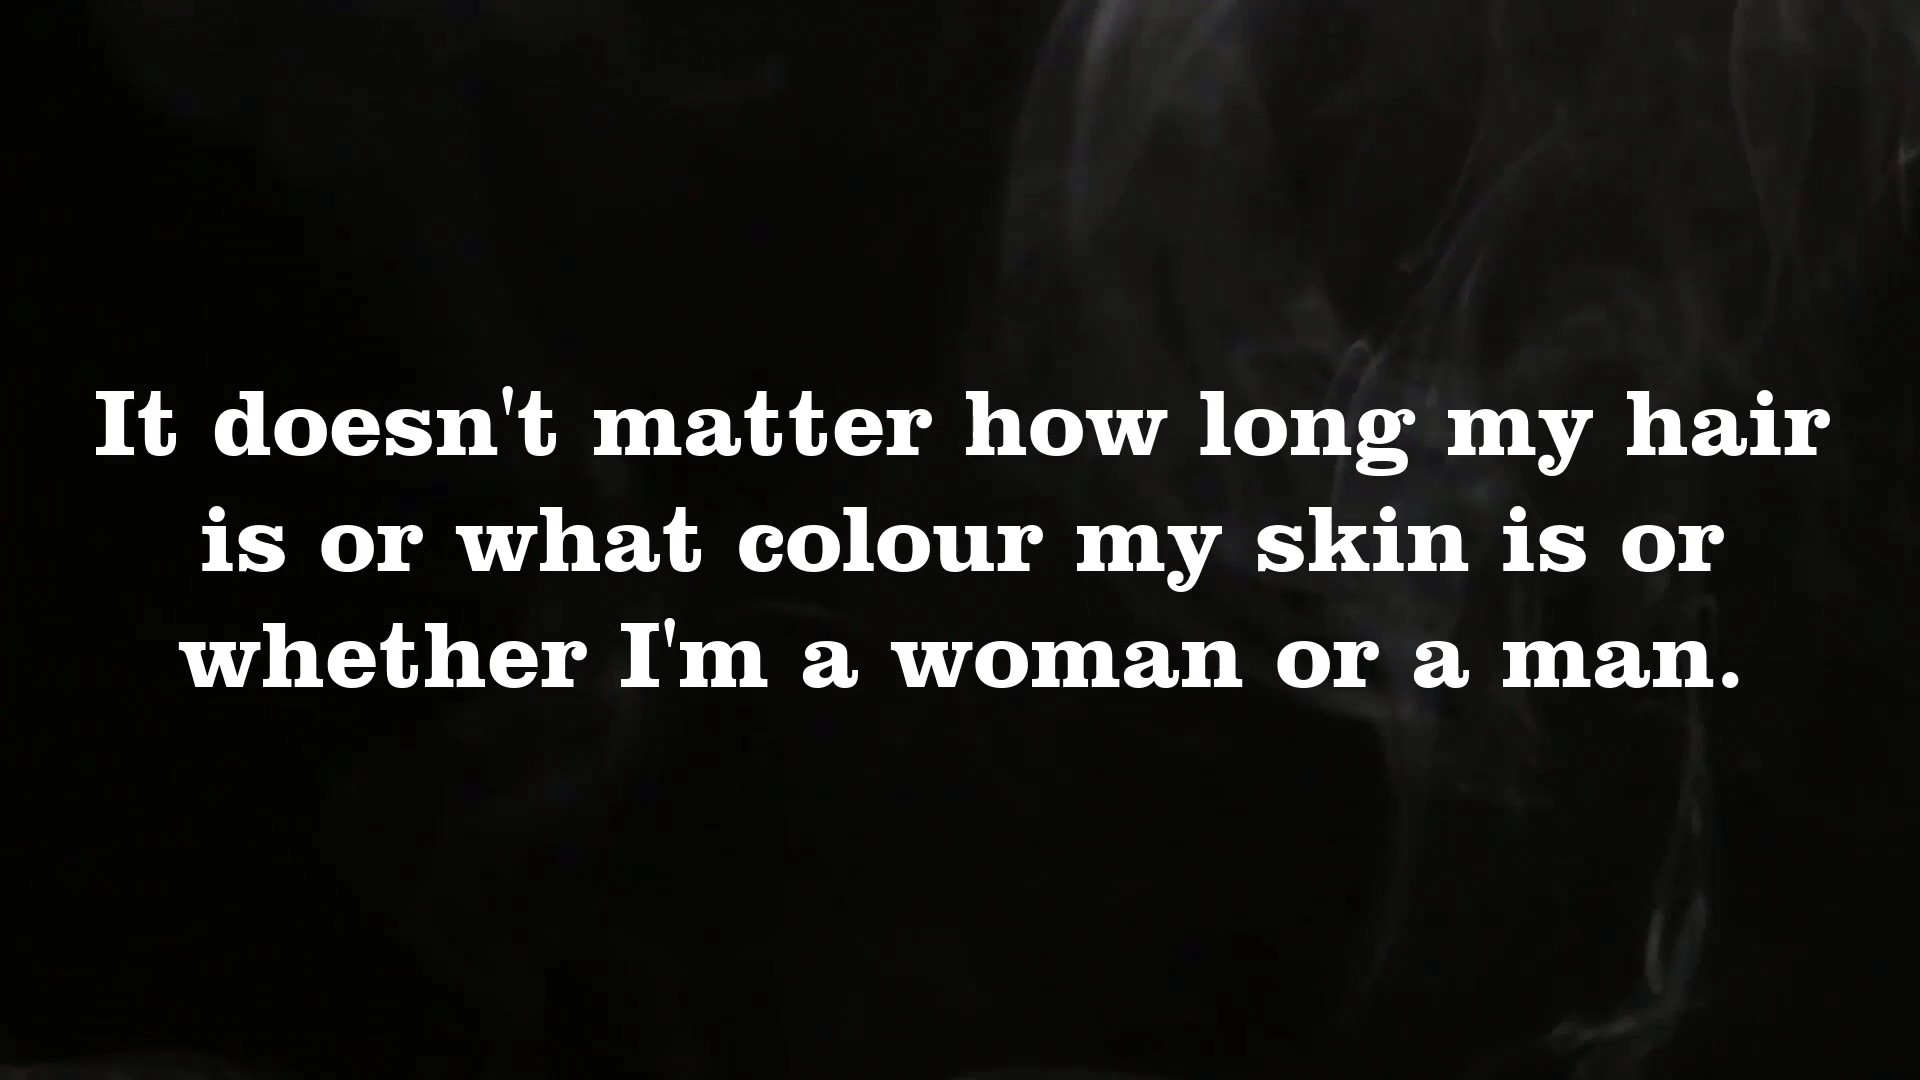 It doesn't matter how long my hair
is or what colour my skin is or
whether I'm a woman or a man.